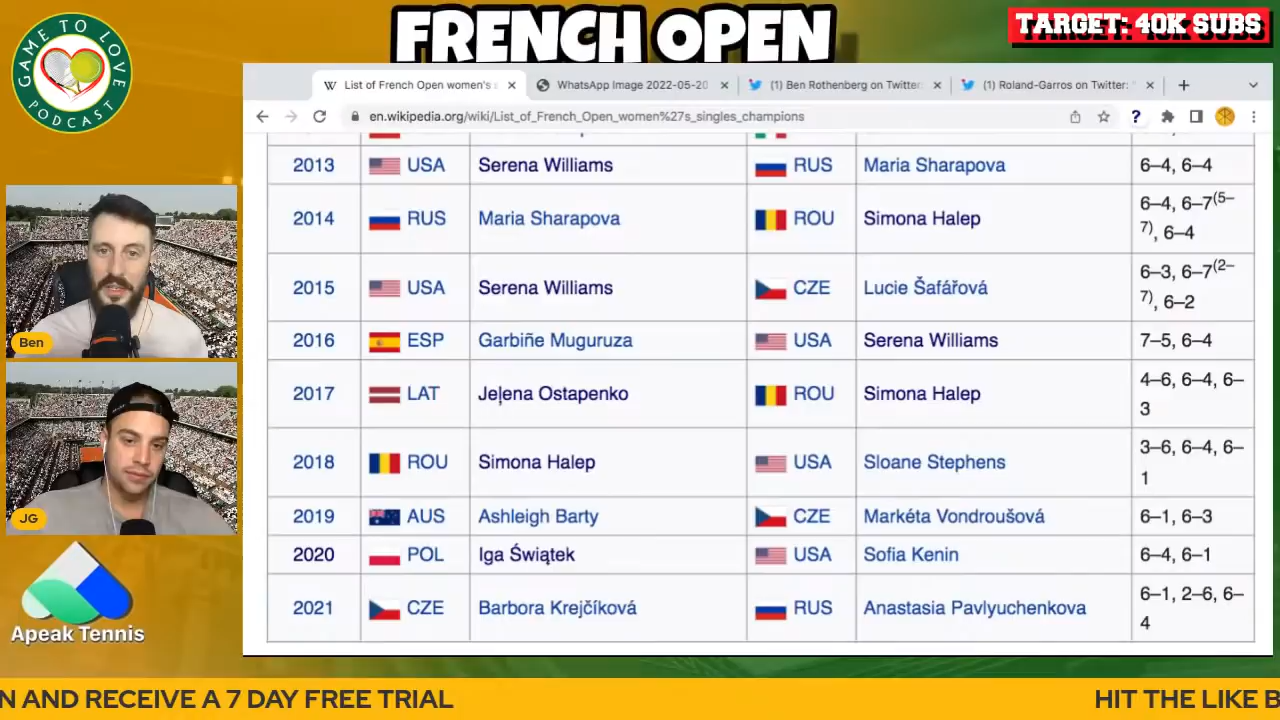 FRENCH OPEN
TARGET: 40K SUBS
GAME TO LOVE
PODCAST
List of French Open women's s
WhatsApp Image 2022-05-20
(1) Ben Rothenberg on Twitter:
(1) Roland-Garros on Twitter: "
en.wikipedia.org/wiki/List_of_French_Open_women%27s_singles_champions
2013 USA Serena Williams RUS Maria Sharapova 6–4, 6–4
2014 RUS Maria Sharapova ROU Simona Halep 6–4, 6–7(5–
7), 6–4
2015 USA Serena Williams CZE Lucie Šafářová 6–3, 6–7(2–
7), 6–2
2016 ESP Garbiñe Muguruza USA Serena Williams 7–5, 6–4
2017 LAT Jeļena Ostapenko ROU Simona Halep 4–6, 6–4, 6–
3
2018 ROU Simona Halep USA Sloane Stephens 3–6, 6–4, 6–
1
2019 AUS Ashleigh Barty CZE Markéta Vondroušová 6–1, 6–3
2020 POL Iga Świątek USA Sofia Kenin 6–4, 6–1
2021 CZE Barbora Krejčíková RUS Anastasia Pavlyuchenkova 6–1, 2–6, 6–
4
Ben
JG
Apeak Tennis
N AND RECEIVE A 7 DAY FREE TRIAL
HIT THE LIKE B